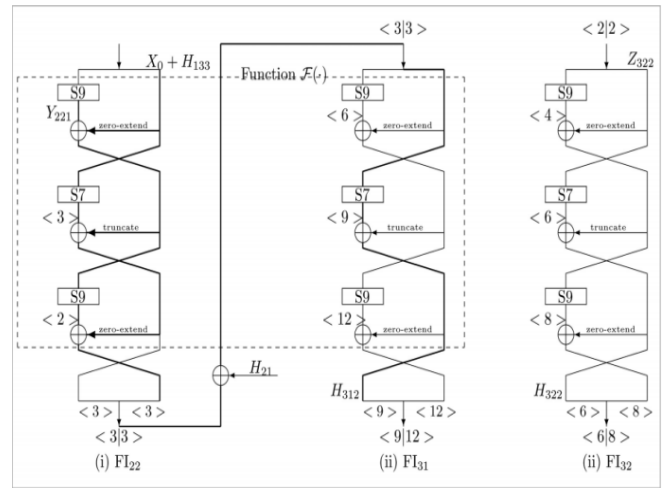 < 3|3 >
< 2|2 >
X₀ + H₁₃₃
Z₃₂₂
Function F(·)
S9
S9
S9
Y₂₂₁
zero-extend
< 6 >
zero-extend
< 4 >
zero-extend
S7
S7
S7
< 3 >
truncate
< 9 >
truncate
< 6 >
truncate
S9
S9
S9
< 2 >
zero-extend
< 12 >
zero-extend
< 8 >
zero-extend
H₂₁
H₃₁₂
H₃₂₂
< 3 >
< 3 >
< 9 >
< 12 >
< 6 >
< 8 >
< 3|3 >
< 9|12 >
< 6|8 >
(i) FI₂₂
(ii) FI₃₁
(ii) FI₃₂